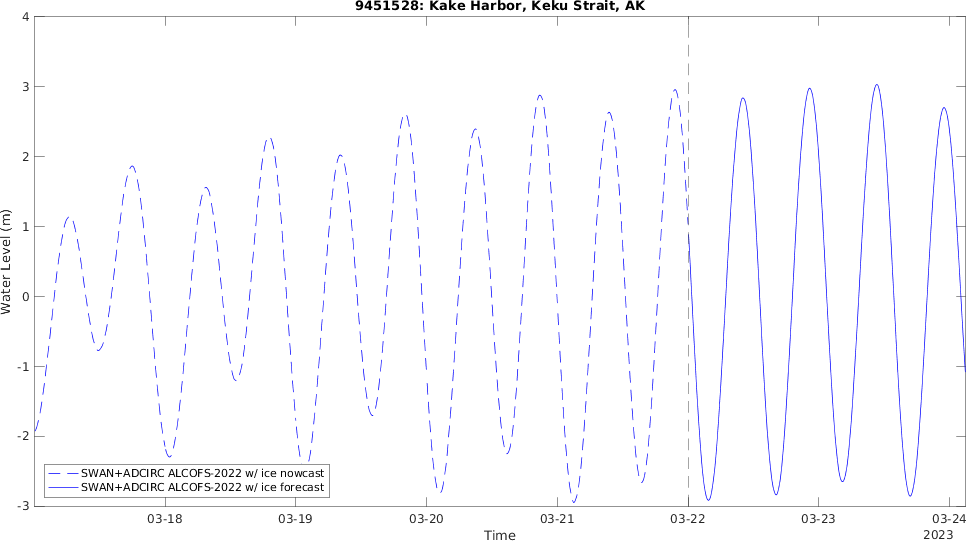 9451528: Kake Harbor, Keku Strait, AK
4
3
2
1
0
-1
-2
-3
Water Level (m)
SWAN+ADCIRC ALCOFS-2022 w/ ice nowcast
SWAN+ADCIRC ALCOFS-2022 w/ ice forecast
03-18 03-19 03-20 03-21 03-22 03-23 03-24
Time
2023